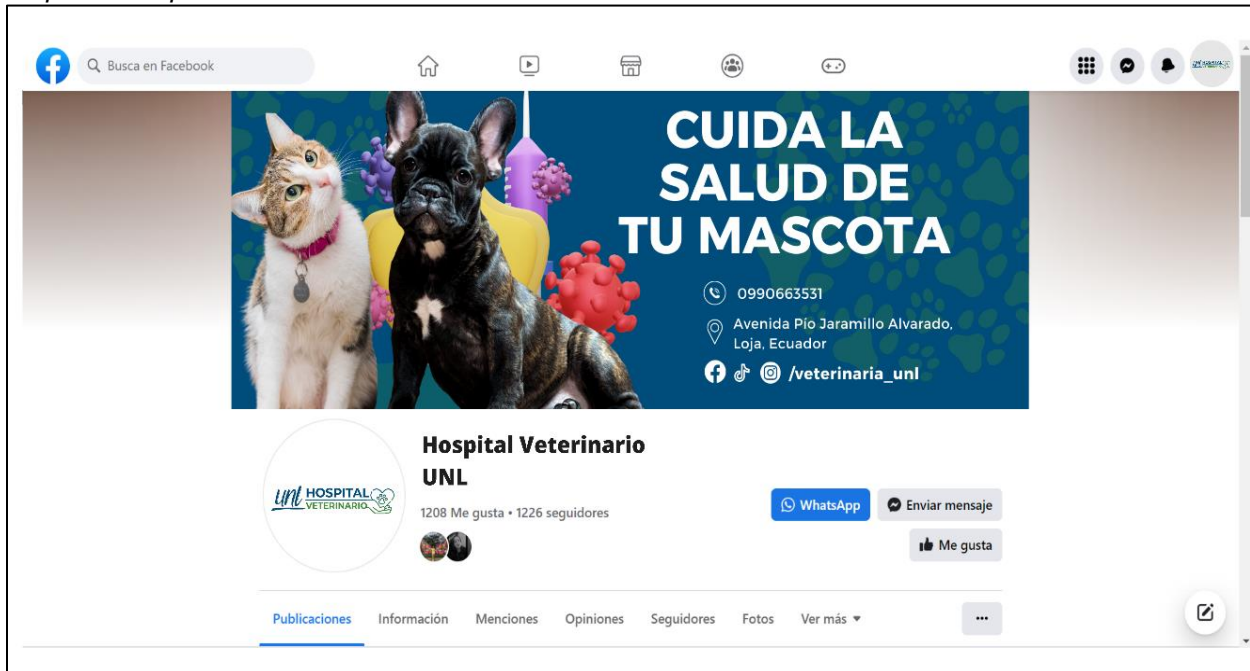 Busca en Facebook
CUIDA LA
SALUD DE
TU MASCOTA
0990663531
Avenida Pío Jaramillo Alvarado,
Loja, Ecuador
/veterinaria_unl
Hospital Veterinario
UNL
unl HOSPITAL
VETERINARIO
1208 Me gusta • 1226 seguidores
WhatsApp
Enviar mensaje
Me gusta
Publicaciones Información Menciones Opiniones Seguidores Fotos Ver más